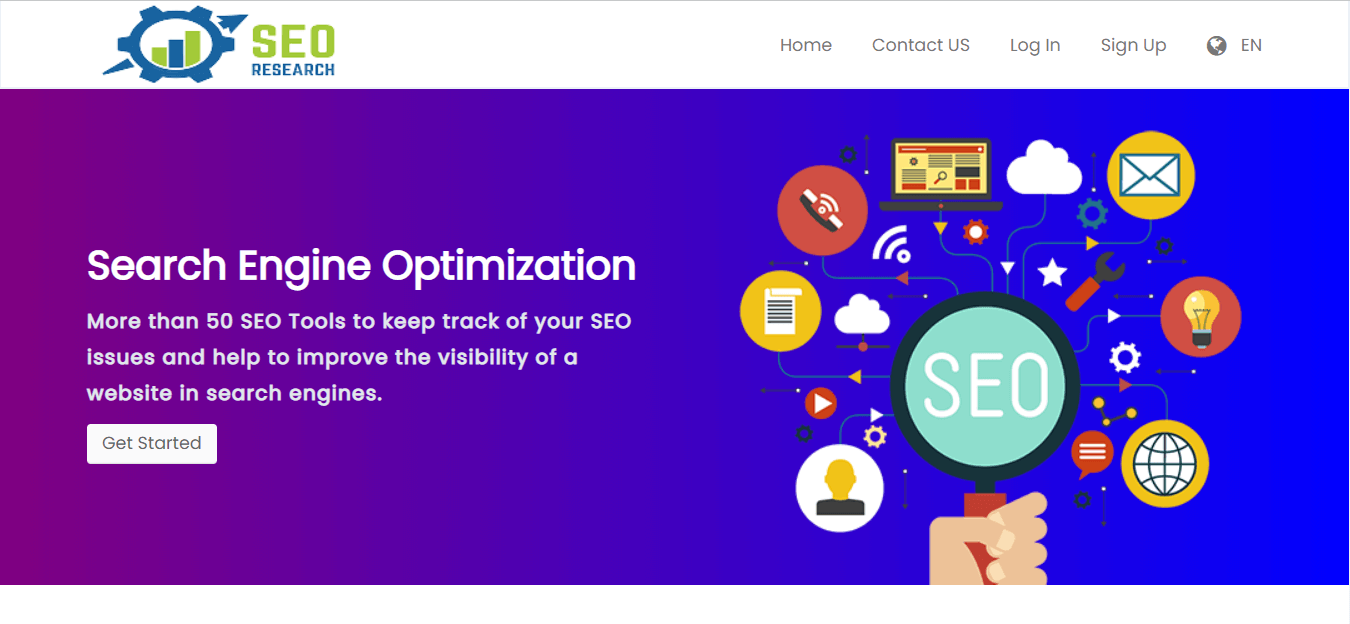 SEO
RESEARCH
Home
Contact US
Log In
Sign Up
EN
Search Engine Optimization
More than 50 SEO Tools to keep track of your SEO
issues and help to improve the visibility of a
website in search engines.
Get Started
SEO